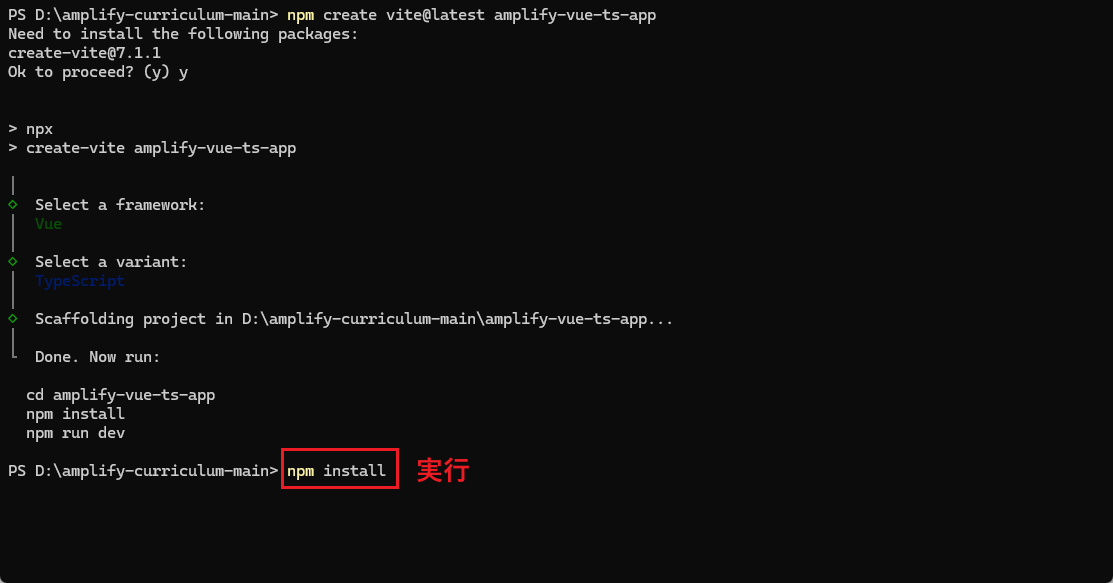 PS D:\amplify-curriculum-main> npm create vite@latest amplify-vue-ts-app
Need to install the following packages:
create-vite@7.1.1
Ok to proceed? (y) y
> npx
> create-vite amplify-vue-ts-app
Select a framework:
Vue
Select a variant:
TypeScript
Scaffolding project in D:\amplify-curriculum-main\amplify-vue-ts-app...
Done. Now run:
cd amplify-vue-ts-app
npm install
npm run dev
PS D:\amplify-curriculum-main> npm install 実行